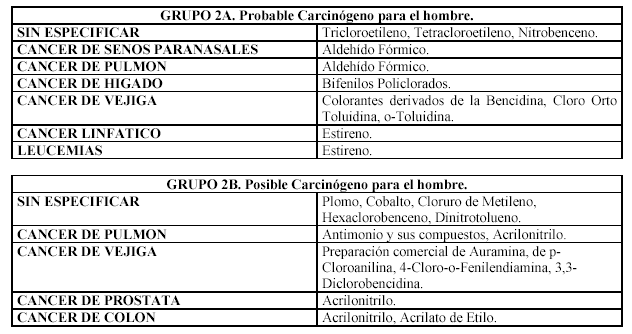 GRUPO 2A. Probable Carcinógeno para el hombre.
SIN ESPECIFICAR Tricloroetileno, Tetracloroetileno, Nitrobenceno.
CANCER DE SENOS PARANASALES Aldehído Fórmico.
CANCER DE PULMON Aldehído Fórmico.
CANCER DE HIGADO Bifenilos Policlorados.
CANCER DE VEJIGA Colorantes derivados de la Bencidina, Cloro Orto
Toluidina, o-Toluidina.
CANCER LINFATICO Estireno.
LEUCEMIAS Estireno.
GRUPO 2B. Posible Carcinógeno para el hombre.
SIN ESPECIFICAR Plomo, Cobalto, Cloruro de Metileno,
Hexaclorobenceno, Dinitrotolueno.
CANCER DE PULMON Antimonio y sus compuestos, Acrilonitrilo.
CANCER DE VEJIGA Preparación comercial de Auramina, de p-
Cloroanilina, 4-Cloro-o-Fenilendiamina, 3,3-
Diclorobencidina.
CANCER DE PROSTATA Acrilonitrilo.
CANCER DE COLON Acrilonitrilo, Acrilato de Etilo.